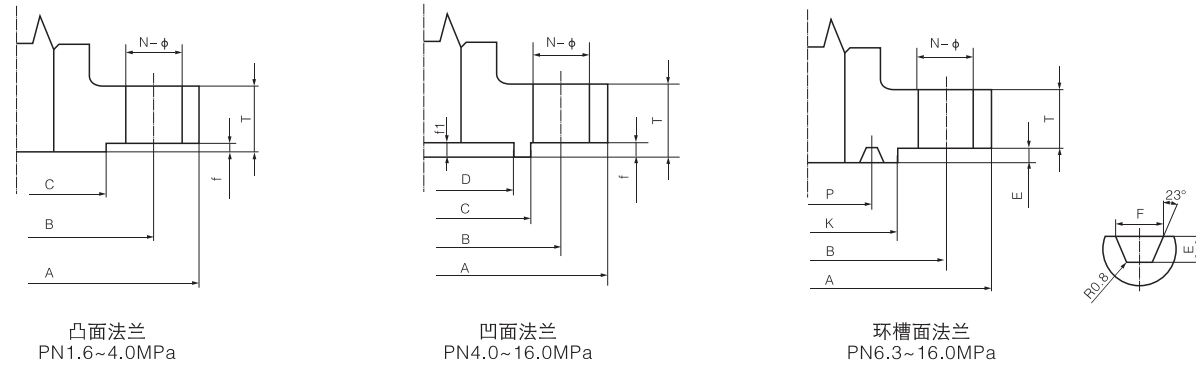 N-φ
T
f
C
B
A
凸面法兰
PN1.6~4.0MPa
N-φ
f1
T
f
D
C
B
A
凹面法兰
PN4.0~16.0MPa
N-φ
T
E
P
K
B
A
环槽面法兰
PN6.3~16.0MPa
23°
F
E
R0.8